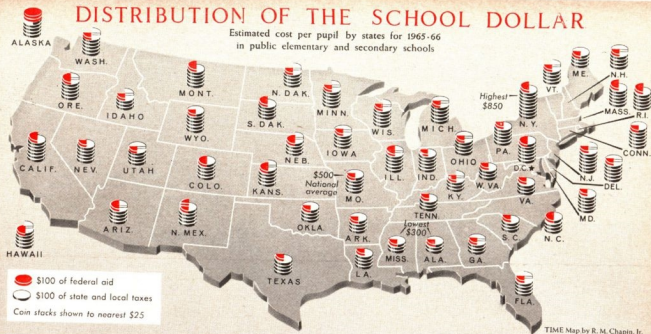 DISTRIBUTION OF THE SCHOOL DOLLAR
Estimated cost per pupil by states for 1965-66
in public elementary and secondary schools
ALASKA
WASH.
ORE.
IDAHO
MONT.
N. DAK.
S. DAK.
MINN.
WIS.
MICH.
Highest
$850
N.Y.
VT.
ME.
N.H.
MASS.
R.I.
CONN.
N.J.
DEL.
MD.
D.C.★
PA.
OHIO
W. VA.
VA.
KY.
IND.
ILL.
IOWA
NEB.
WYO.
CALIF.
NEV.
UTAH
COLO.
KANS.
$500
National
average
MO.
TENN.
N. C.
S C
Lowest
$300
MISS.
ALA.
GA.
ARK.
OKLA.
ARIZ.
N. MEX.
TEXAS
LA.
FLA.
HAWAII
$100 of federal aid
$100 of state and local taxes
Coin stacks shown to nearest $25
TIME Map by R. M. Chapin, Jr.